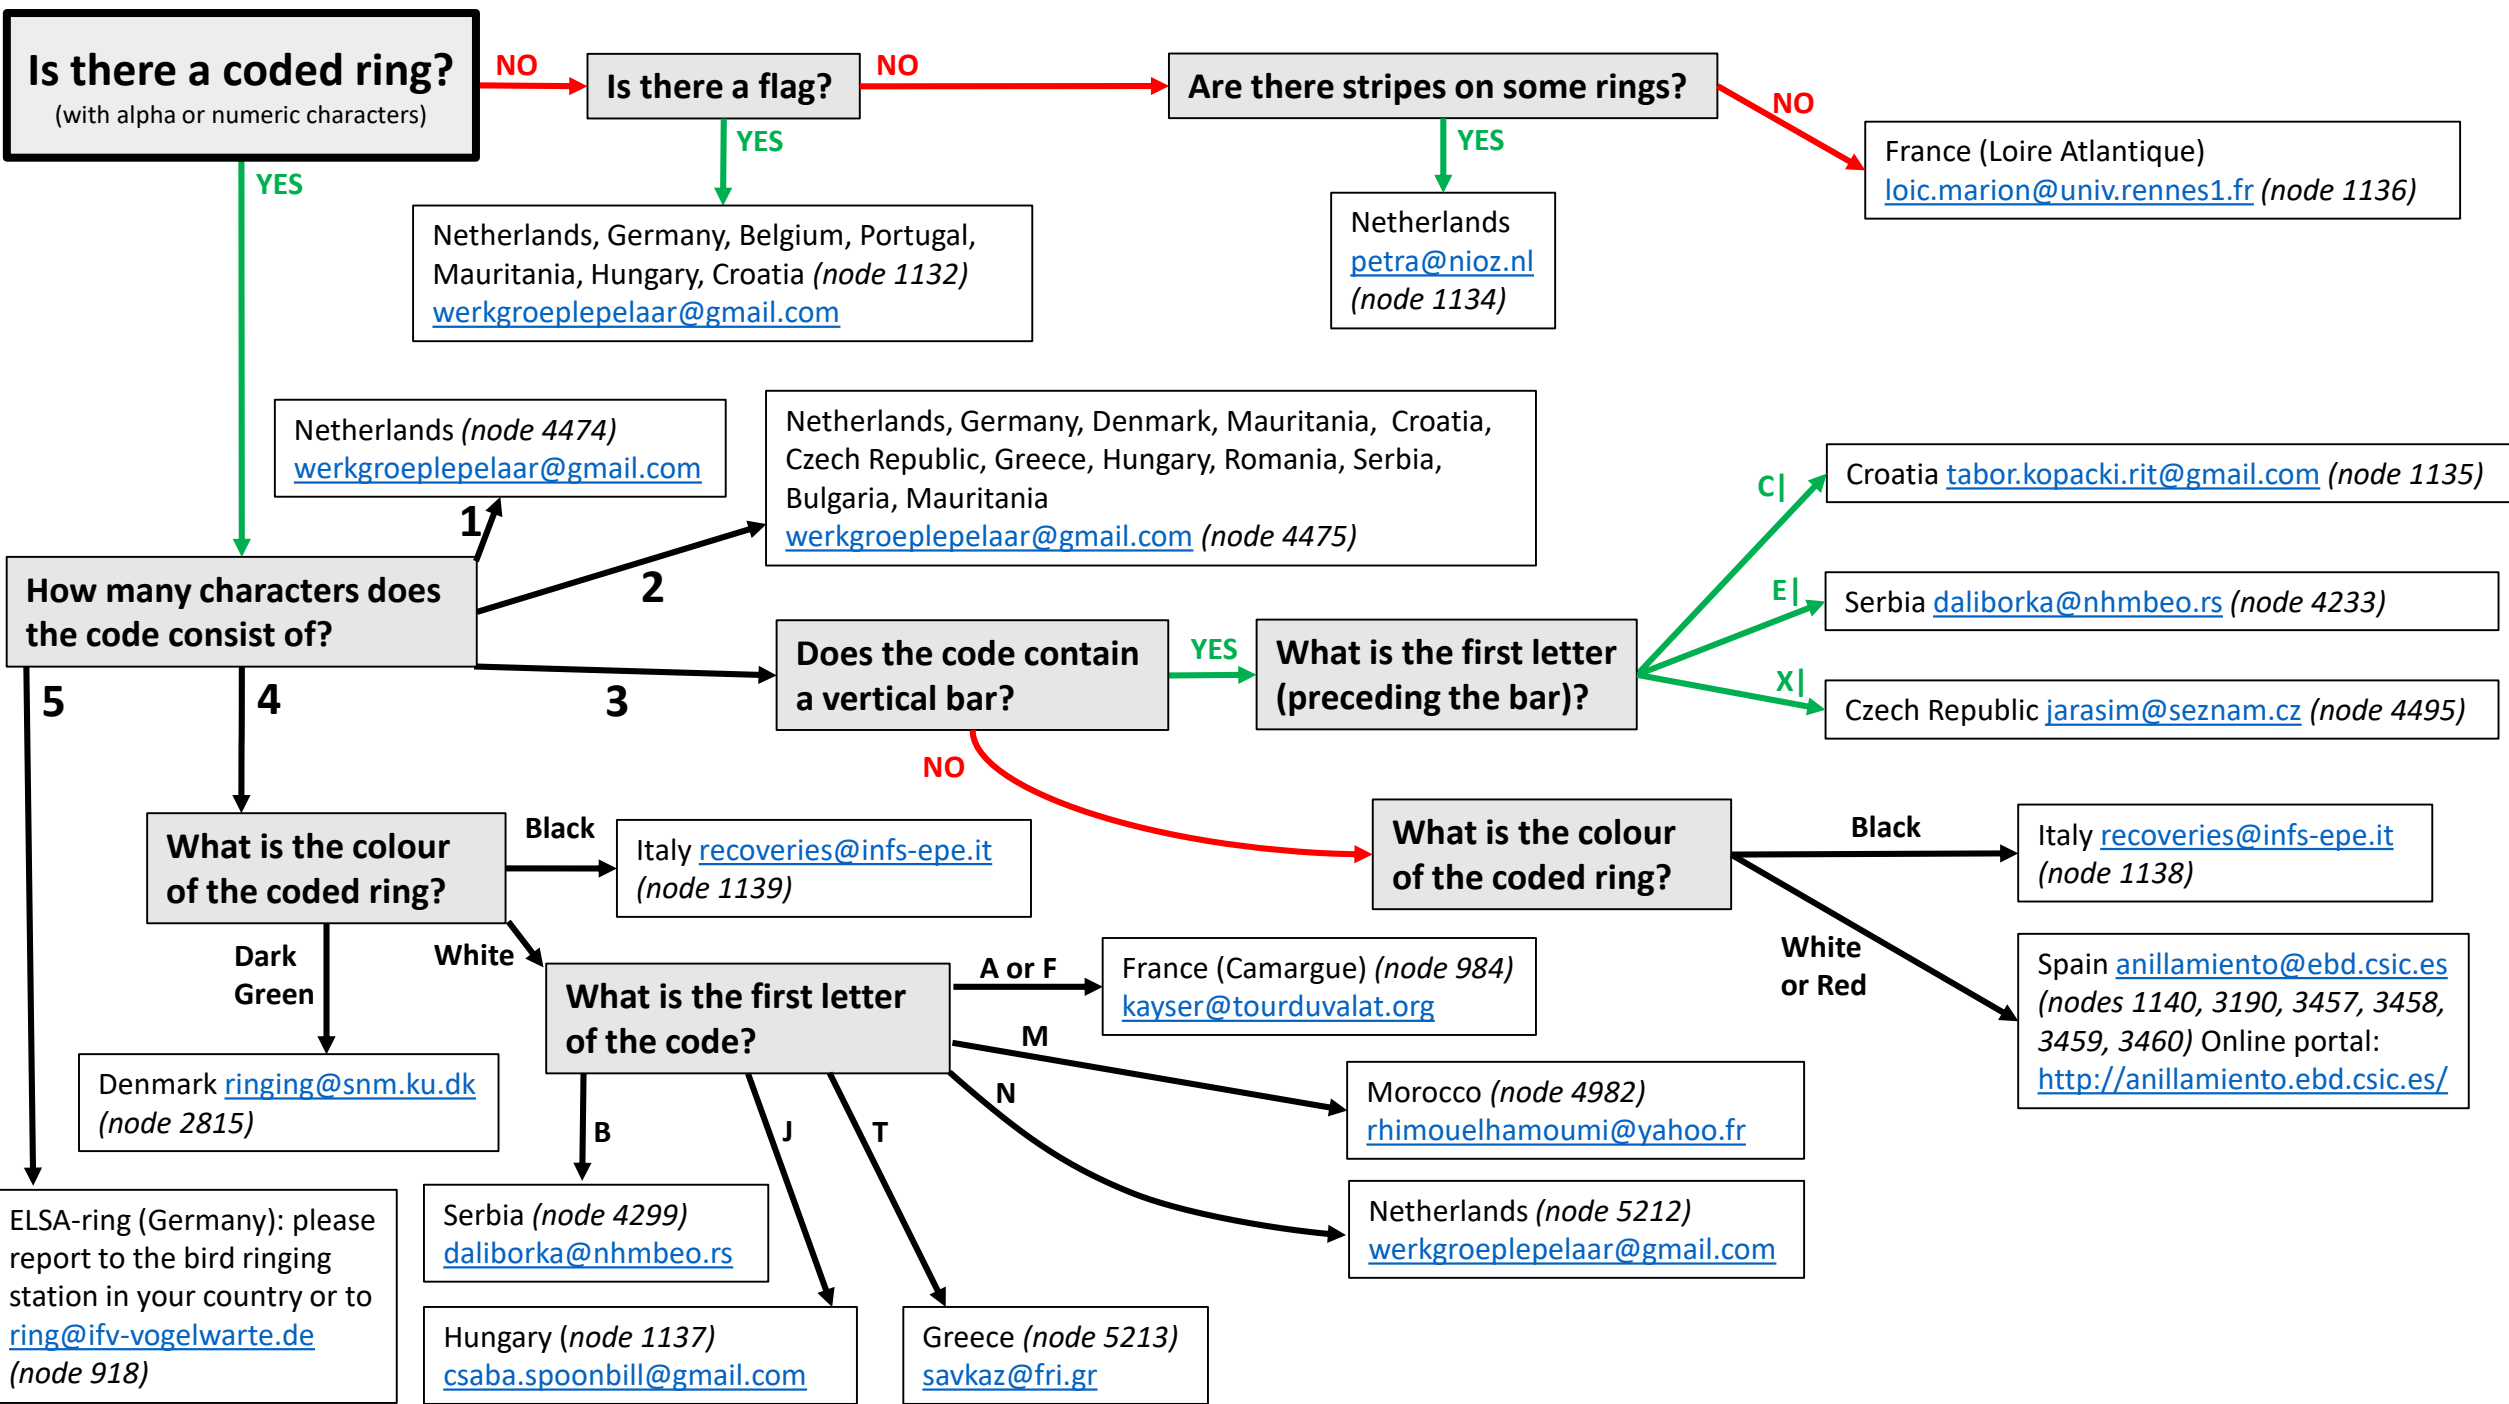 Is there a coded ring?
(with alpha or numeric characters)
NO
Is there a flag?
NO
Are there stripes on some rings?
NO
YES
YES
YES
France (Loire Atlantique)
loic.marion@univ.rennes1.fr (node 1136)
Netherlands, Germany, Belgium, Portugal,
Mauritania, Hungary, Croatia (node 1132)
werkgroeplepelaar@gmail.com
Netherlands
petra@nioz.nl
(node 1134)
Netherlands (node 4474)
werkgroeplepelaar@gmail.com
1
Netherlands, Germany, Denmark, Mauritania,  Croatia,
Czech Republic, Greece, Hungary, Romania, Serbia,
Bulgaria, Mauritania
werkgroeplepelaar@gmail.com (node 4475)
2
How many characters does
the code consist of?
5
4
3
Does the code contain
a vertical bar?
YES
What is the first letter
(preceding the bar)?
C|
Croatia tabor.kopacki.rit@gmail.com (node 1135)
E|
Serbia daliborka@nhmbeo.rs (node 4233)
X|
Czech Republic jarasim@seznam.cz (node 4495)
NO
What is the colour
of the coded ring?
Black
Italy recoveries@infs-epe.it
(node 1139)
What is the colour
of the coded ring?
Black
Italy recoveries@infs-epe.it
(node 1138)
White
or Red
Spain anillamiento@ebd.csic.es
(nodes 1140, 3190, 3457, 3458,
3459, 3460) Online portal:
http://anillamiento.ebd.csic.es/
Dark
Green
White
What is the first letter
of the code?
A or F
France (Camargue) (node 984)
kayser@tourduvalat.org
M
Morocco (node 4982)
rhimouelhamoumi@yahoo.fr
N
Netherlands (node 5212)
werkgroeplepelaar@gmail.com
Denmark ringing@snm.ku.dk
(node 2815)
B
J
T
Serbia (node 4299)
daliborka@nhmbeo.rs
ELSA-ring (Germany): please
report to the bird ringing
station in your country or to
ring@ifv-vogelwarte.de
(node 918)
Hungary (node 1137)
csaba.spoonbill@gmail.com
Greece (node 5213)
savkaz@fri.gr